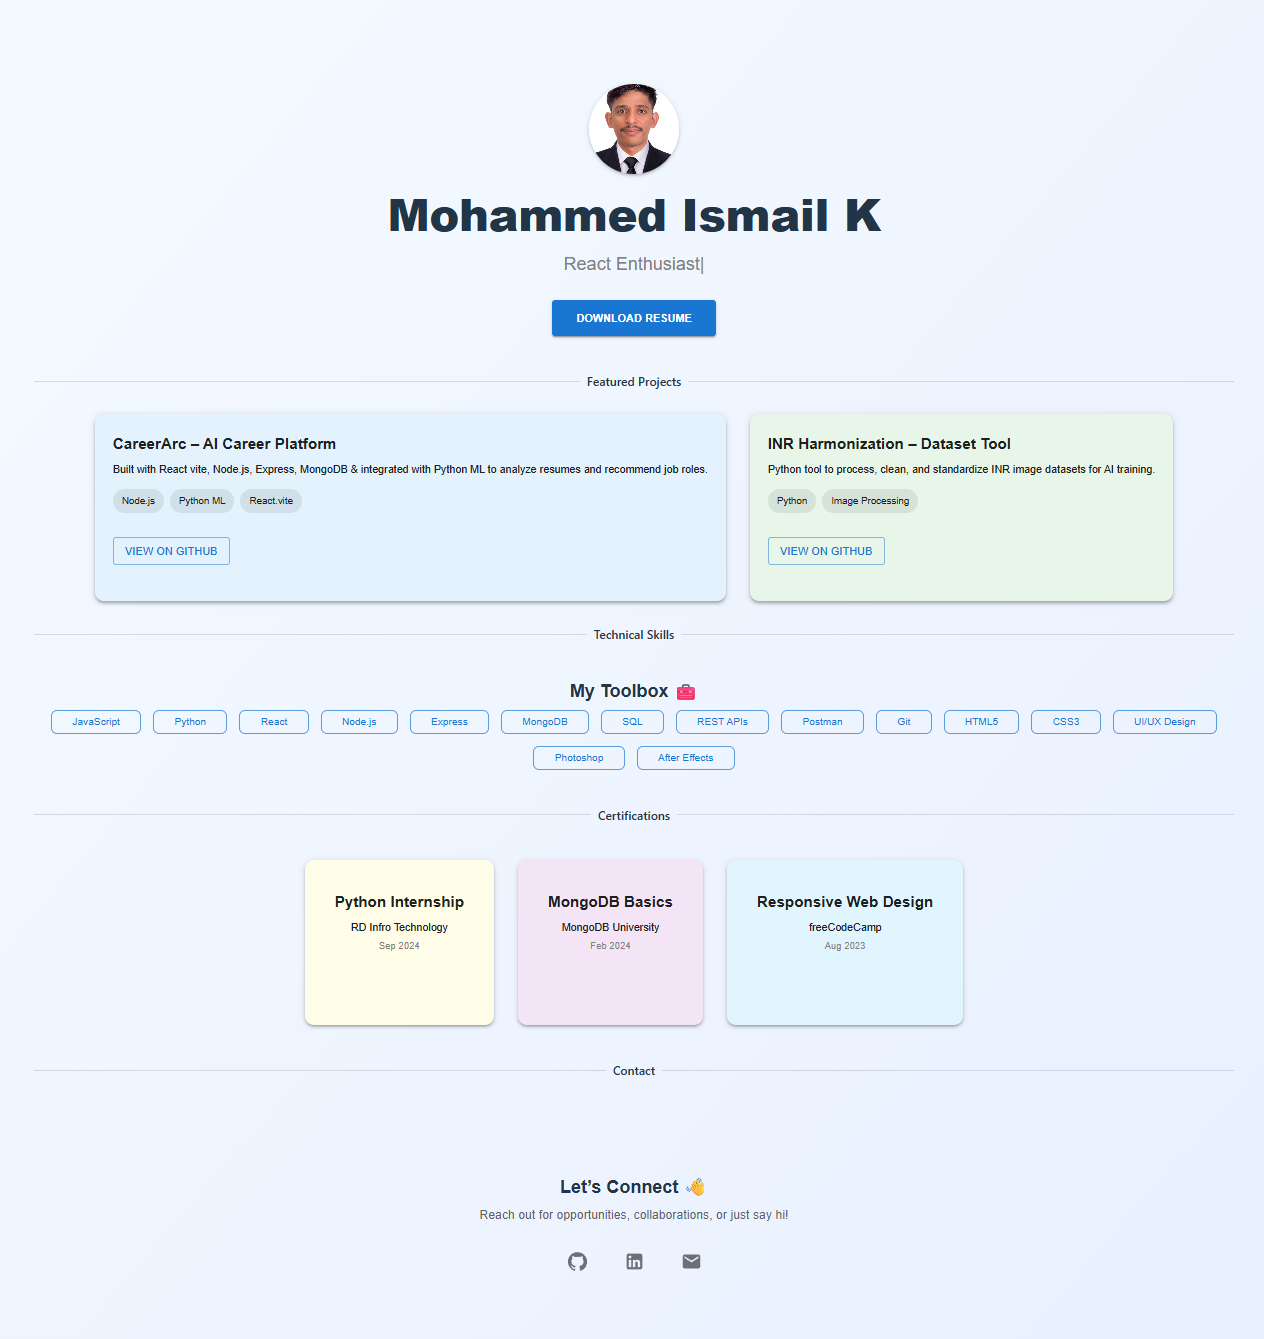 Mohammed Ismail K
React Enthusiast|
DOWNLOAD RESUME
Featured Projects
CareerArc – AI Career Platform
Built with React vite, Node.js, Express, MongoDB & integrated with Python ML to analyze resumes and recommend job roles.
Node.js Python ML React.vite
VIEW ON GITHUB
INR Harmonization – Dataset Tool
Python tool to process, clean, and standardize INR image datasets for AI training.
Python Image Processing
VIEW ON GITHUB
Technical Skills
My Toolbox 🧰
JavaScript Python React Node.js Express MongoDB SQL REST APIs Postman Git HTML5 CSS3 UI/UX Design
Photoshop After Effects
Certifications
Python Internship
RD Infro Technology
Sep 2024
MongoDB Basics
MongoDB University
Feb 2024
Responsive Web Design
freeCodeCamp
Aug 2023
Contact
Let’s Connect 👋
Reach out for opportunities, collaborations, or just say hi!